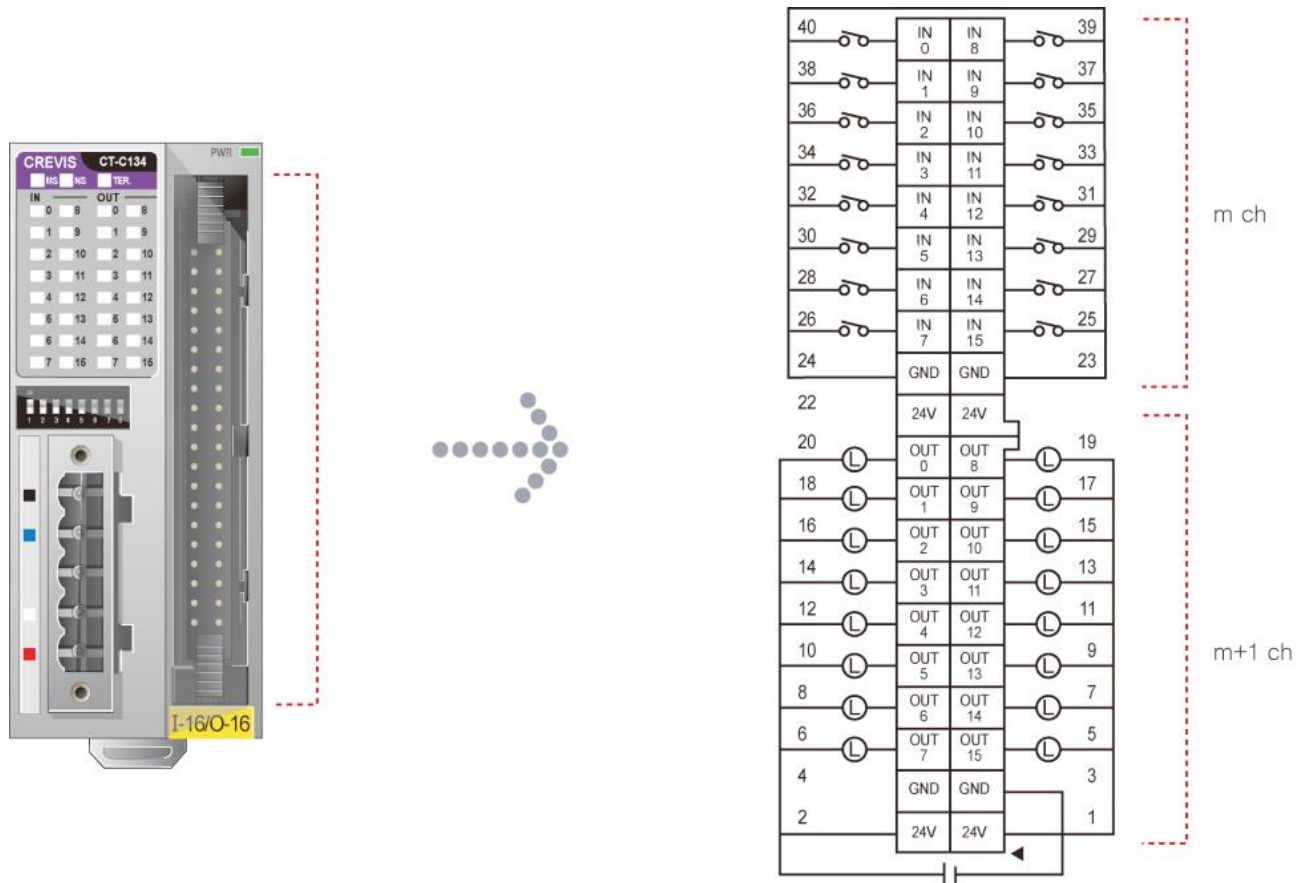 CREVIS CT-C134
PWR
MS NS TER.
IN OUT
0 8 0 8
1 9 1 9
2 10 2 10
3 11 3 11
4 12 4 12
5 13 5 13
6 14 6 14
7 15 7 15
1 2 3 4 5 6 7 8
I-16/O-16
40 IN 0 IN 8 39
38 IN 1 IN 9 37
36 IN 2 IN 10 35
34 IN 3 IN 11 33
32 IN 4 IN 12 31
30 IN 5 IN 13 29
28 IN 6 IN 14 27
26 IN 7 IN 15 25
24 GND GND 23
m ch
22 24V 24V
20 L OUT 0 OUT 8 L 19
18 L OUT 1 OUT 9 L 17
16 L OUT 2 OUT 10 L 15
14 L OUT 3 OUT 11 L 13
12 L OUT 4 OUT 12 L 11
10 L OUT 5 OUT 13 L 9
8 L OUT 6 OUT 14 L 7
6 L OUT 7 OUT 15 L 5
4 GND GND 3
2 24V 24V 1
m+1 ch